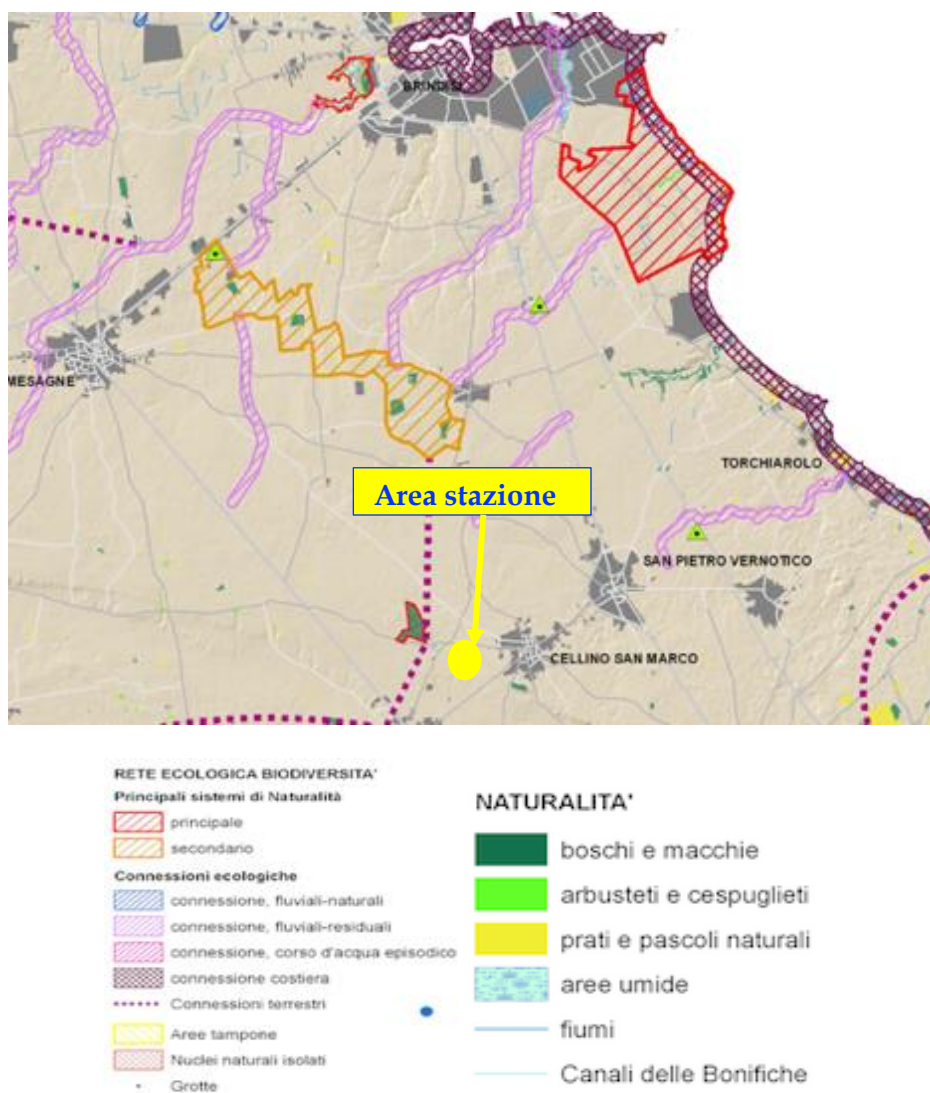 BRINDISI
MESAGNE
TORCHIAROLO
Area stazione
SAN PIETRO VERNOTICO
CELLINO SAN MARCO
RETE ECOLOGICA BIODIVERSITA'
Principali sistemi di Naturalità
principale
secondario
Connessioni ecologiche
connessione, fluviali-naturali
connessione, fluviali-residuali
connessione, corso d'acqua episodico
connessione costiera
Connessioni terrestri
Aree tampone
Nuclei naturali isolati
Grotte
NATURALITA'
boschi e macchie
arbusteti e cespuglieti
prati e pascoli naturali
aree umide
fiumi
Canali delle Bonifiche